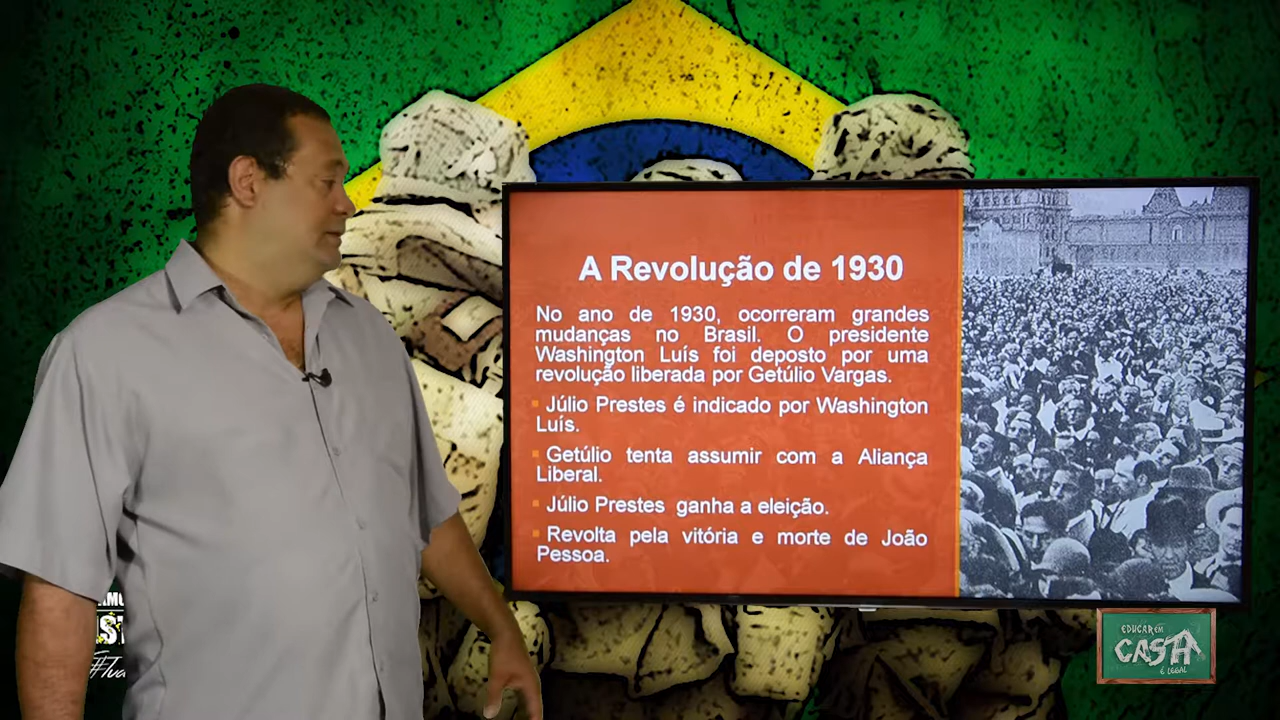 A Revolução de 1930
No ano de 1930, ocorreram grandes
mudanças no Brasil. O presidente
Washington Luís foi deposto por uma
revolução liberada por Getúlio Vargas.
Júlio Prestes é indicado por Washington
Luís.
Getúlio tenta assumir com a Aliança
Liberal.
Júlio Prestes ganha a eleição.
Revolta pela vitória e morte de João
Pessoa.
EDUCAR EM
CASA
É LEGAL